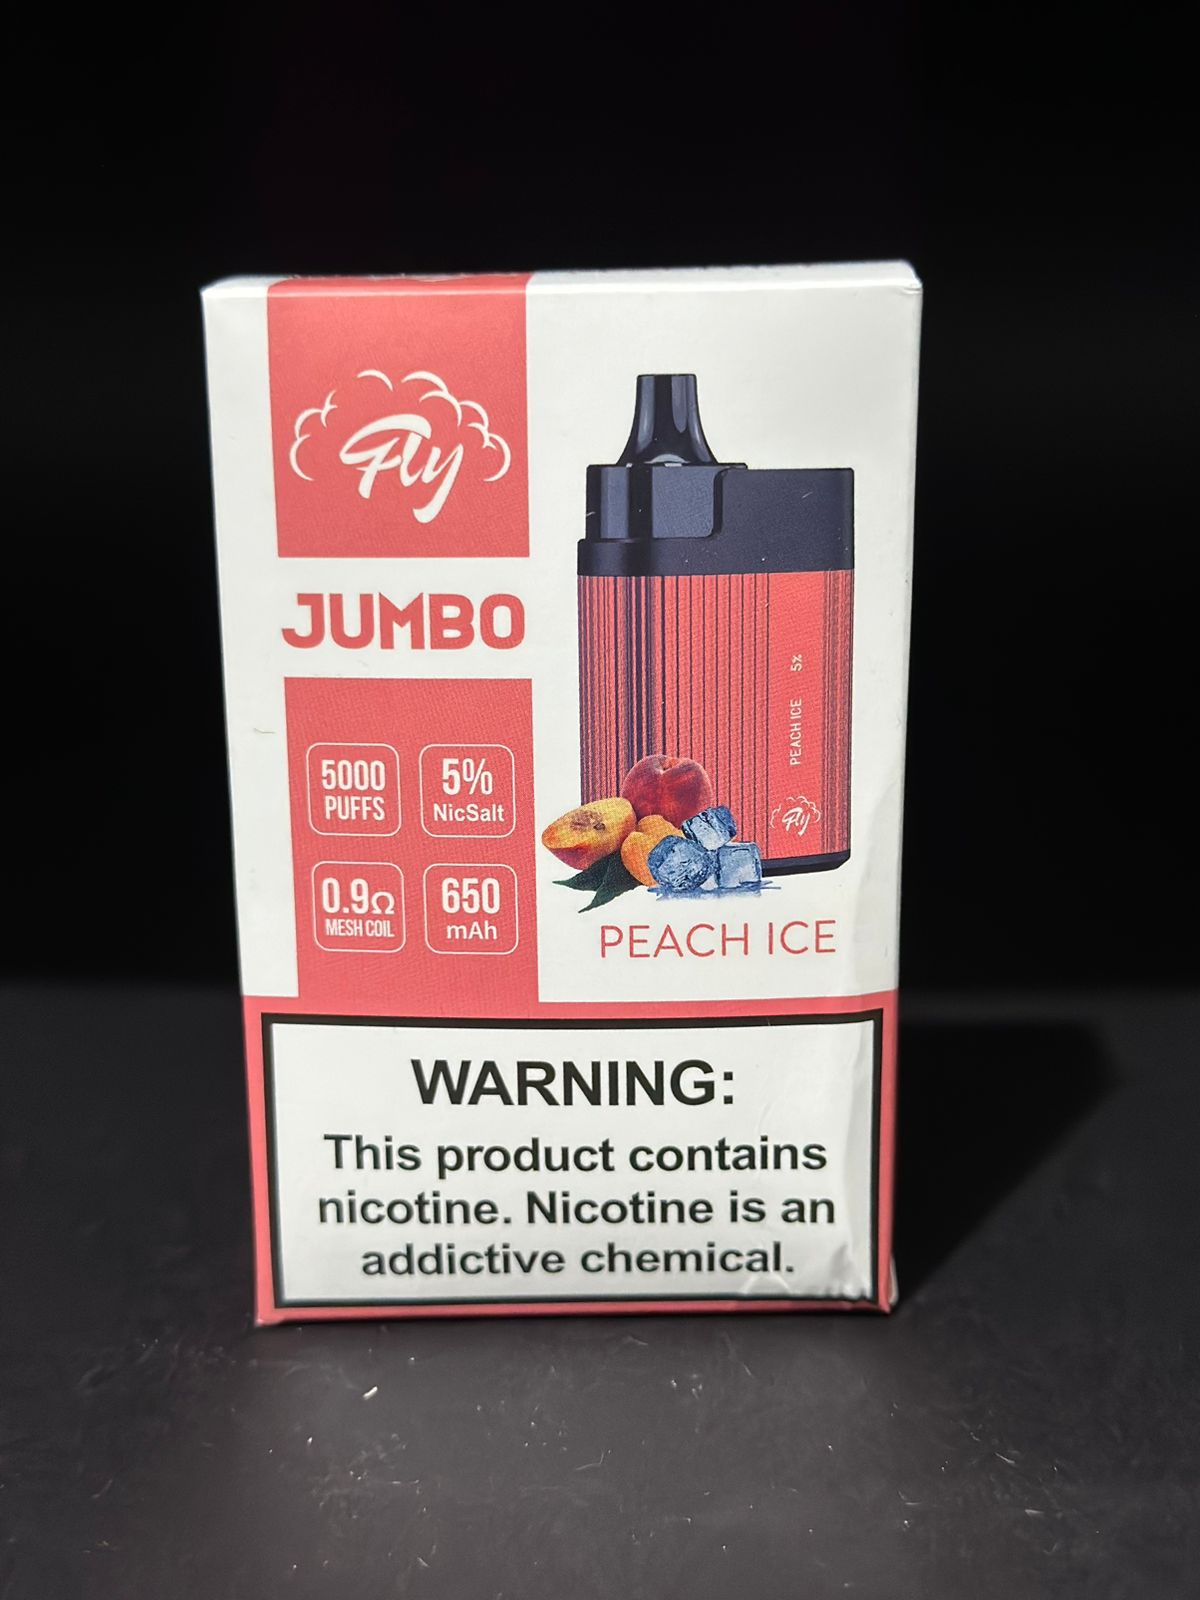 Fly
JUMBO
5000
PUFFS
5%
NicSalt
0.9Ω
MESH COIL
650
mAh
PEACH ICE 5%
Fly
PEACH ICE
WARNING:
This product contains
nicotine. Nicotine is an
addictive chemical.